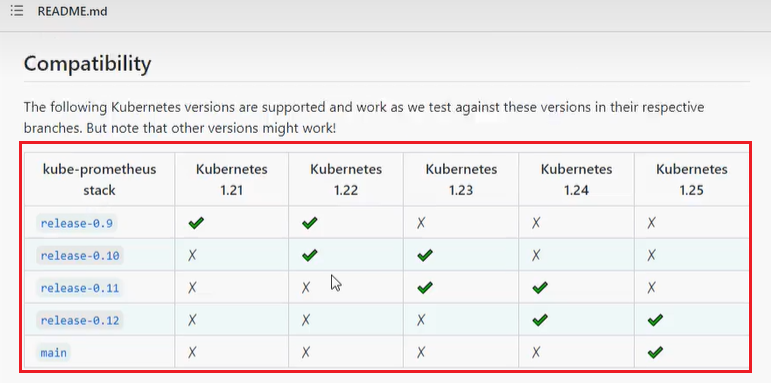 README.md
Compatibility
The following Kubernetes versions are supported and work as we test against these versions in their respective
branches. But note that other versions might work!
kube-prometheus stack Kubernetes 1.21 Kubernetes 1.22 Kubernetes 1.23 Kubernetes 1.24 Kubernetes 1.25
release-0.9 ✔ ✔ ✗ ✗ ✗
release-0.10 ✗ ✔ ✔ ✗ ✗
release-0.11 ✗ ✗ ✔ ✔ ✗
release-0.12 ✗ ✗ ✗ ✔ ✔
main ✗ ✗ ✗ ✗ ✔